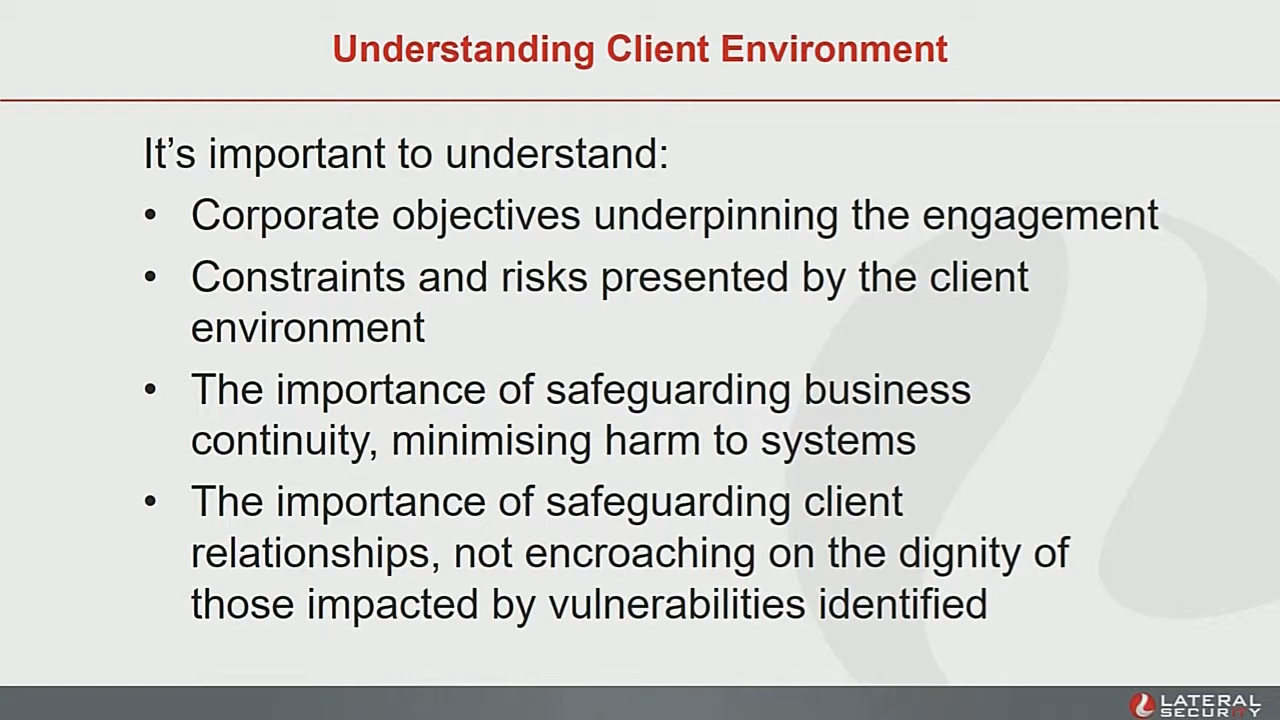 Understanding Client Environment
It’s important to understand:
• Corporate objectives underpinning the engagement
• Constraints and risks presented by the client
environment
• The importance of safeguarding business
continuity, minimising harm to systems
• The importance of safeguarding client
relationships, not encroaching on the dignity of
those impacted by vulnerabilities identified
LATERAL
SECURITY